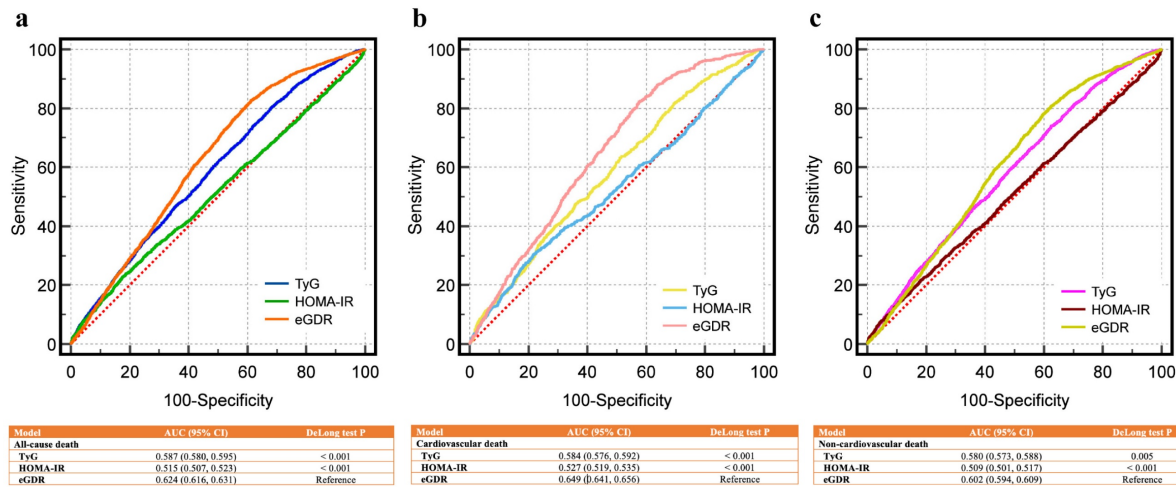 a
b
c
100
80
60
40
20
0
Sensitivity
TyG
HOMA-IR
eGDR
0 20 40 60 80 100
100-Specificity
100
80
60
40
20
0
Sensitivity
TyG
HOMA-IR
eGDR
0 20 40 60 80 100
100-Specificity
100
80
60
40
20
0
Sensitivity
TyG
HOMA-IR
eGDR
0 20 40 60 80 100
100-Specificity
Model AUC (95% CI) DeLong test P
All-cause death
TyG 0.587 (0.580, 0.595) < 0.001
HOMA-IR 0.515 (0.507, 0.523) < 0.001
eGDR 0.624 (0.616, 0.631) Reference
Model AUC (95% CI) DeLong test P
Cardiovascular death
TyG 0.584 (0.576, 0.592) < 0.001
HOMA-IR 0.527 (0.519, 0.535) < 0.001
eGDR 0.649 (0.641, 0.656) Reference
Model AUC (95% CI) DeLong test P
Non-cardiovascular death
TyG 0.580 (0.573, 0.588) 0.005
HOMA-IR 0.509 (0.501, 0.517) < 0.001
eGDR 0.602 (0.594, 0.609) Reference